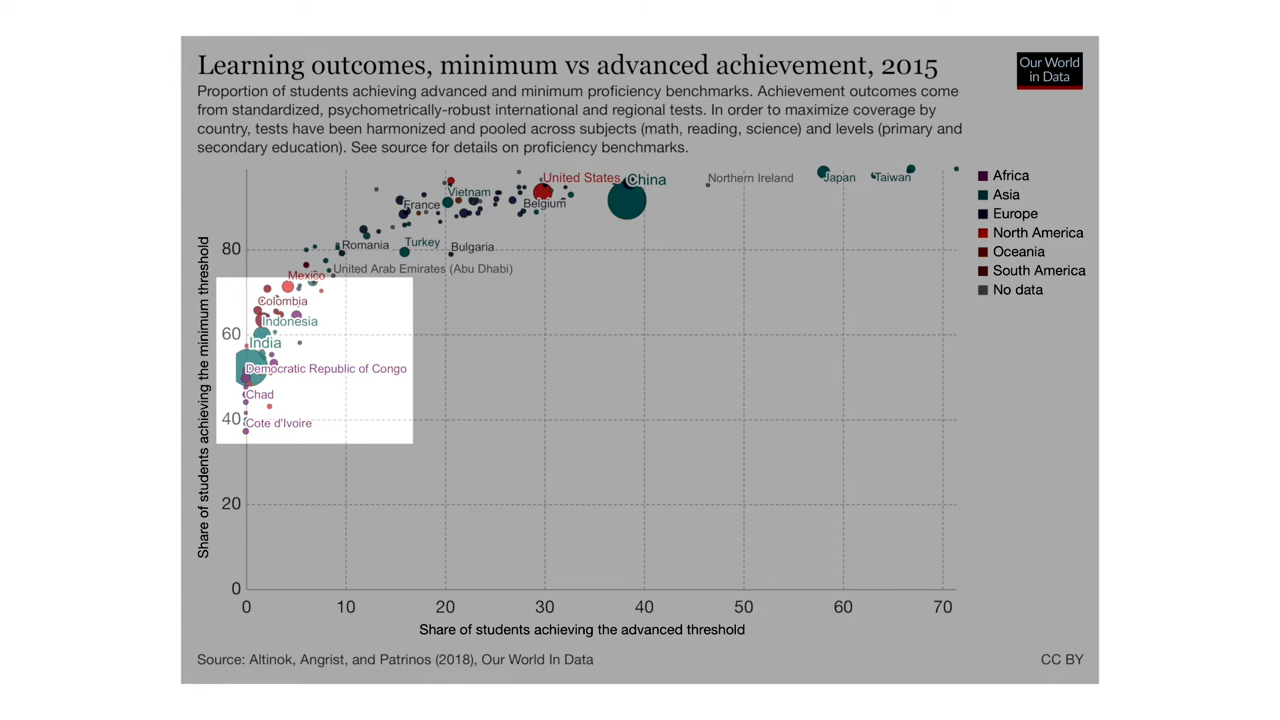 Learning outcomes, minimum vs advanced achievement, 2015
Our World
in Data
Proportion of students achieving advanced and minimum proficiency benchmarks. Achievement outcomes come
from standardized, psychometrically-robust international and regional tests. In order to maximize coverage by
country, tests have been harmonized and pooled across subjects (math, reading, science) and levels (primary and
secondary education). See source for details on proficiency benchmarks.
Share of students achieving the minimum threshold
80
60
40
20
0
United States
China
Northern Ireland
Japan
Taiwan
Vietnam
France
Belgium
Romania
Turkey
Bulgaria
United Arab Emirates (Abu Dhabi)
Mexico
Colombia
Indonesia
India
Democratic Republic of Congo
Chad
Cote d'Ivoire
Africa
Asia
Europe
North America
Oceania
South America
No data
0 10 20 30 40 50 60 70
Share of students achieving the advanced threshold
Source: Altinok, Angrist, and Patrinos (2018), Our World In Data
CC BY